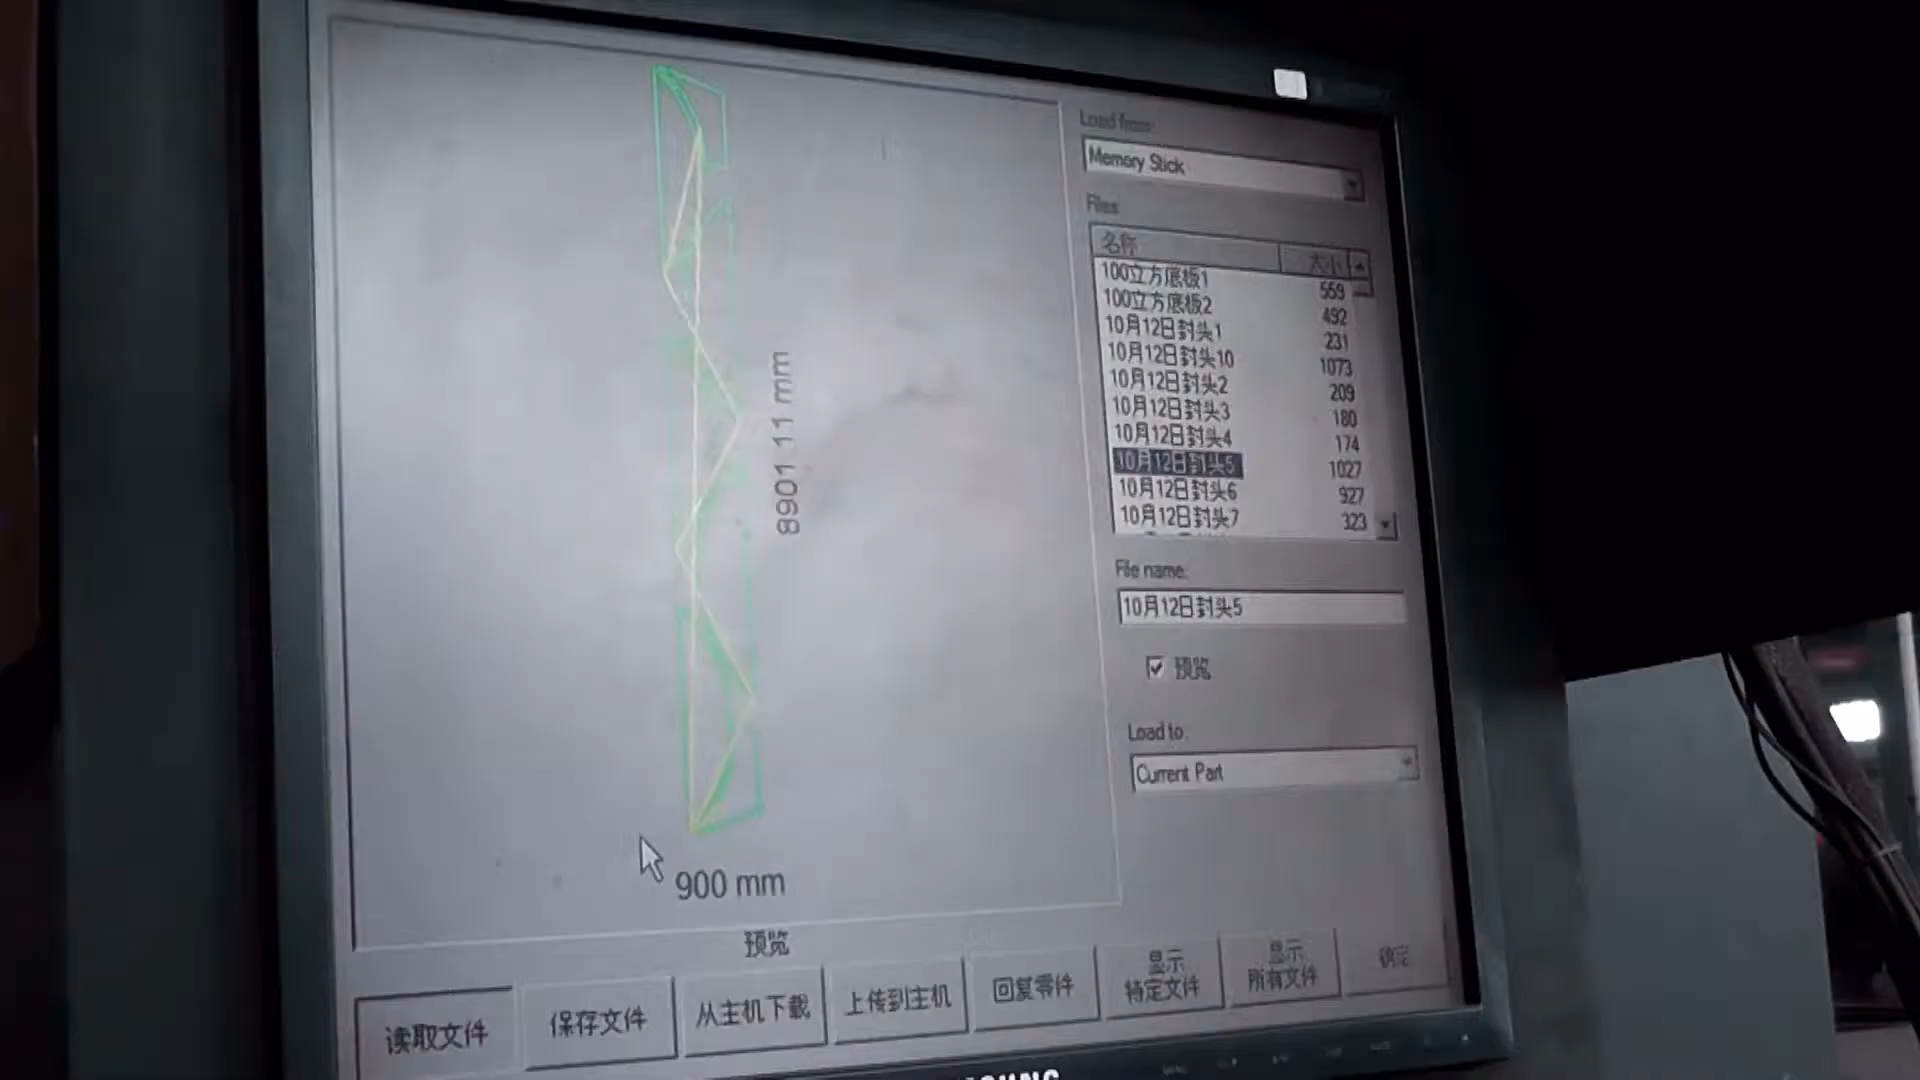 Load from:
Memory Stick
Files
名称 大小
100立方底板1 559
100立方底板2 492
10月12日封头1 231
10月12日封头10 1073
10月12日封头2 209
10月12日封头3 180
10月12日封头4 174
10月12日封头5 1027
10月12日封头6 927
10月12日封头7 323
File name:
10月12日封头5
预览
Load to:
Current Part
8901.11 mm
900 mm
预览
读取文件
保存文件
从主机下载
上传到主机
回复零件
显示
特定文件
显示
所有文件
确定